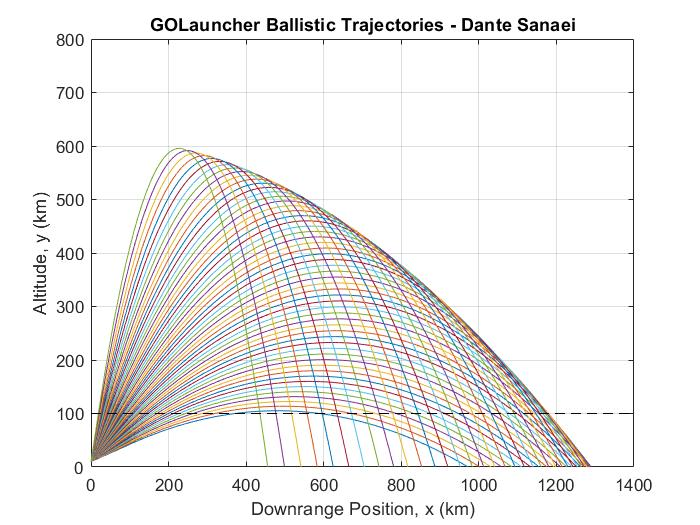 GOLauncher Ballistic Trajectories - Dante Sanaei
800
700
600
500
400
300
200
100
0
Altitude, y (km)
0 200 400 600 800 1000 1200 1400
Downrange Position, x (km)